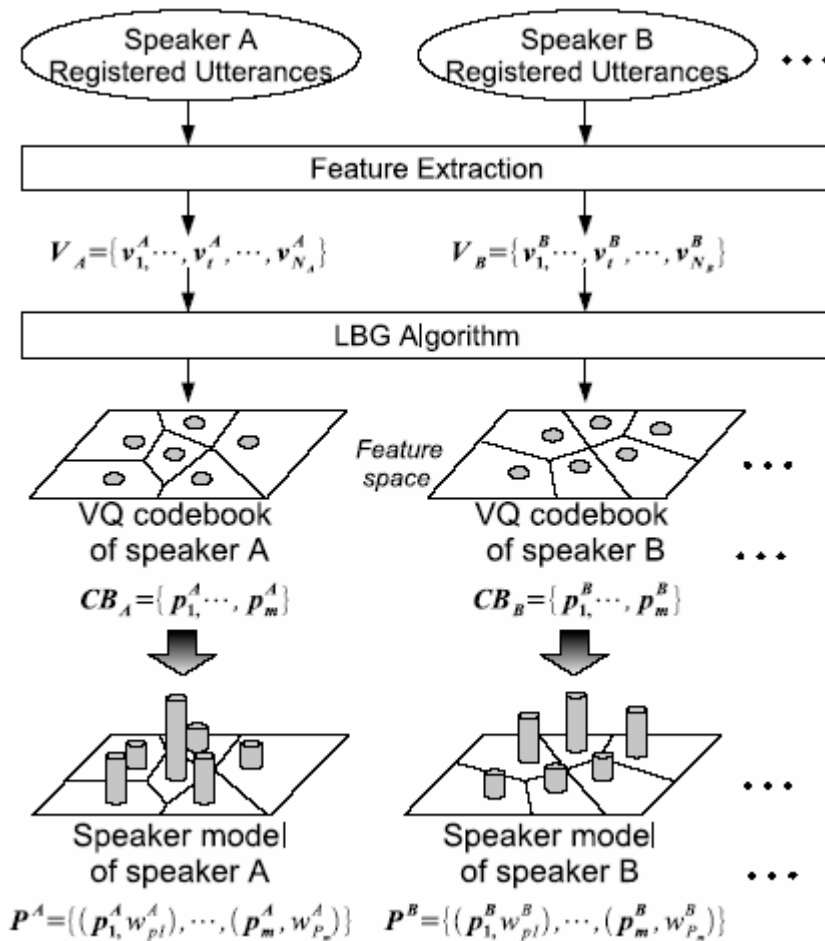 Speaker A
Registered Utterances
Speaker B
Registered Utterances
• • •
Feature Extraction
V_A={v_1,^A ⋯, v_t^A, ⋯, v_{N_A}^A}
V_B={v_1,^B ⋯, v_t^B, ⋯, v_{N_B}^B}
LBG Algorithm
Feature
space
• • •
VQ codebook
of speaker A
VQ codebook
of speaker B
• • •
CB_A={p_1,^A ⋯, p_m^A}
CB_B={p_1,^B ⋯, p_m^B}
• • •
Speaker model
of speaker A
Speaker model
of speaker B
• • •
P^A={(p_1,^A w_{p1}^A), ⋯, (p_m^A, w_{P_m}^A)}
P^B={(p_1,^B w_{p1}^B), ⋯, (p_m^B, w_{P_m}^B)}